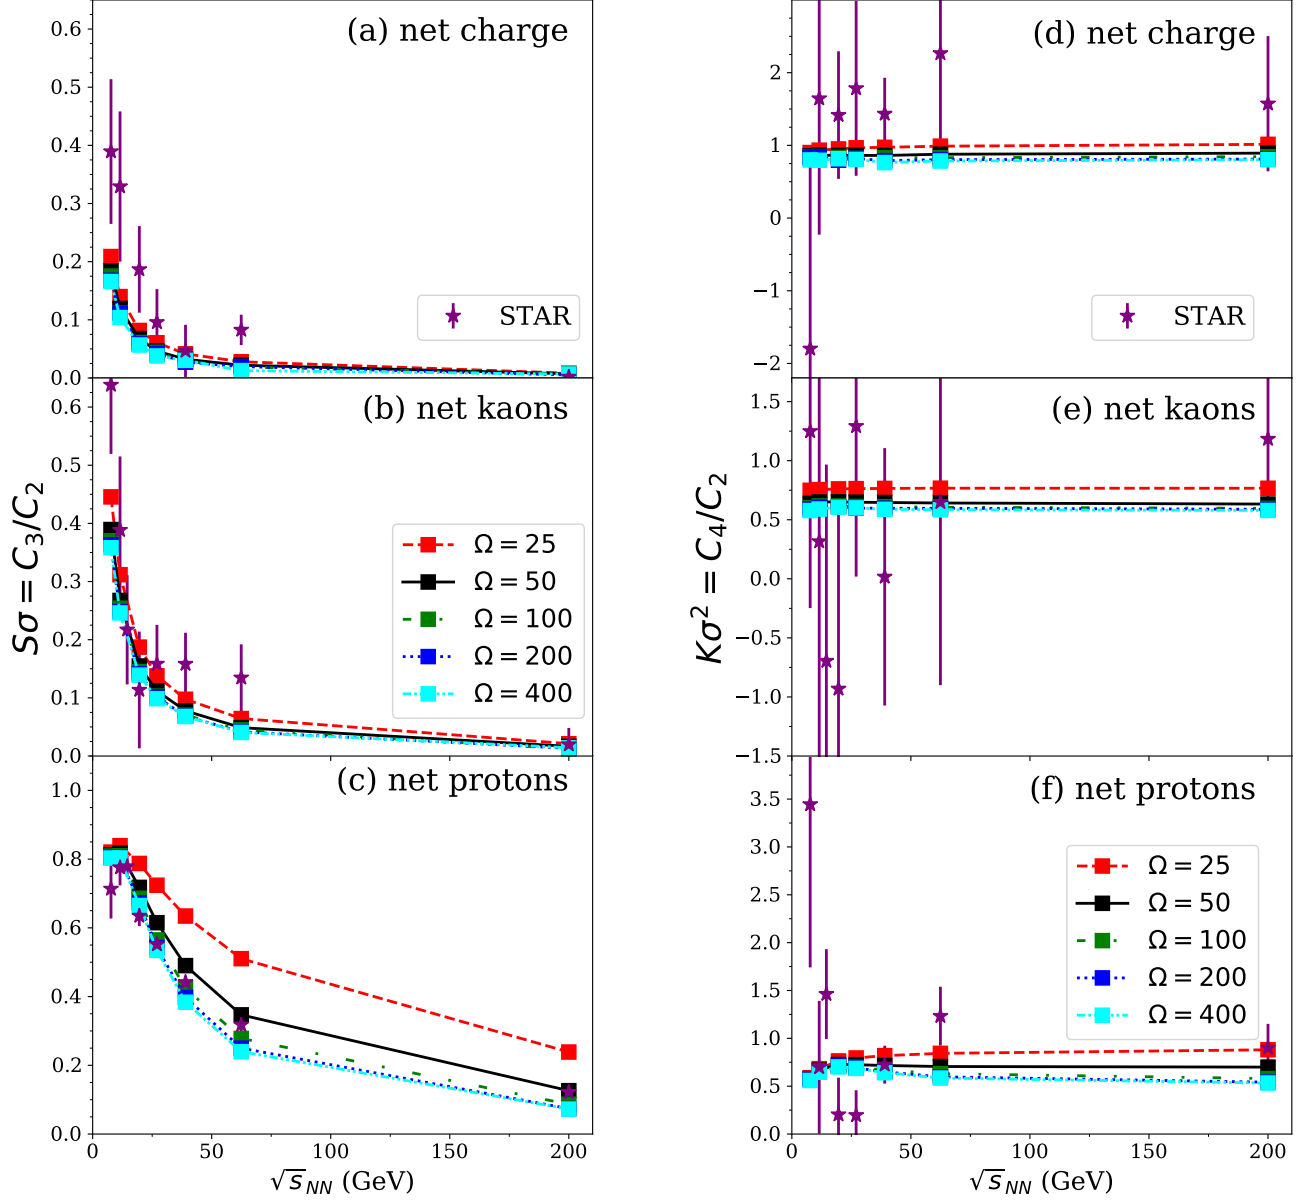 (a) net charge
0.6
0.5
0.4
0.3
0.2
0.1
0.0
STAR
(b) net kaons
0.6
0.5
0.4
0.3
0.2
0.1
0.0
Sσ = C₃/C₂
Ω = 25
Ω = 50
Ω = 100
Ω = 200
Ω = 400
(c) net protons
1.0
0.8
0.6
0.4
0.2
0.0
0 50 100 150 200
√s_NN (GeV)
(d) net charge
2
1
0
−1
−2
STAR
(e) net kaons
1.5
1.0
0.5
0.0
−0.5
−1.0
−1.5
Kσ² = C₄/C₂
(f) net protons
3.5
3.0
2.5
2.0
1.5
1.0
0.5
0.0
Ω = 25
Ω = 50
Ω = 100
Ω = 200
Ω = 400
0 50 100 150 200
√s_NN (GeV)